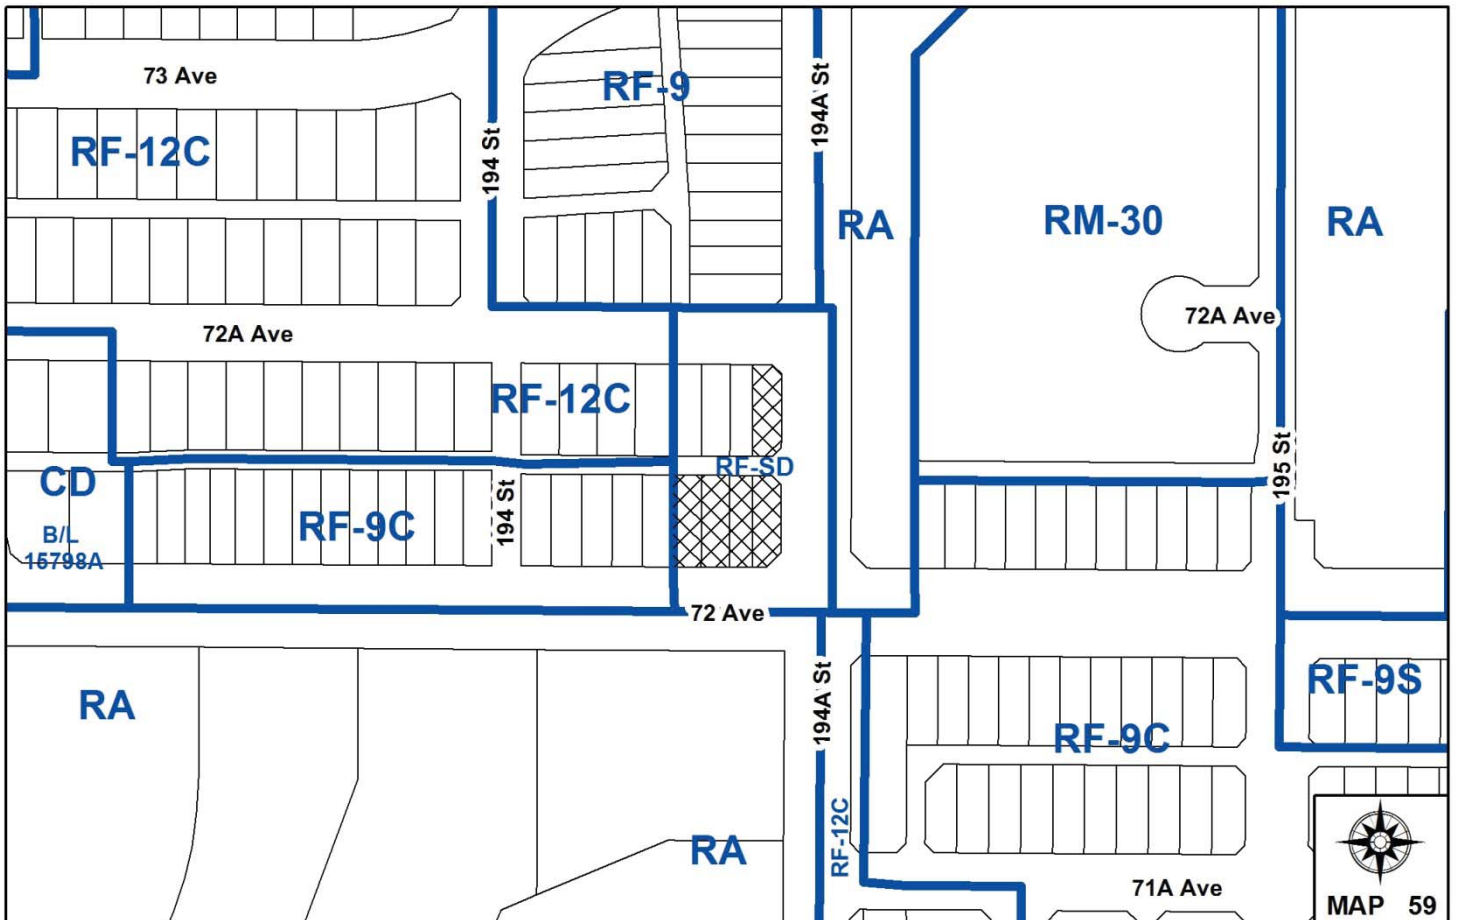 73 Ave
RF-9
194A St
RF-12C
194 St
RA
RM-30
RA
72A Ave
72A Ave
RF-12C
RF-SD
195 St
CD
B/L
15798A
RF-9C
194 St
72 Ave
RA
194A St
RF-9C
RF-9S
RF-12C
RA
71A Ave
MAP 59